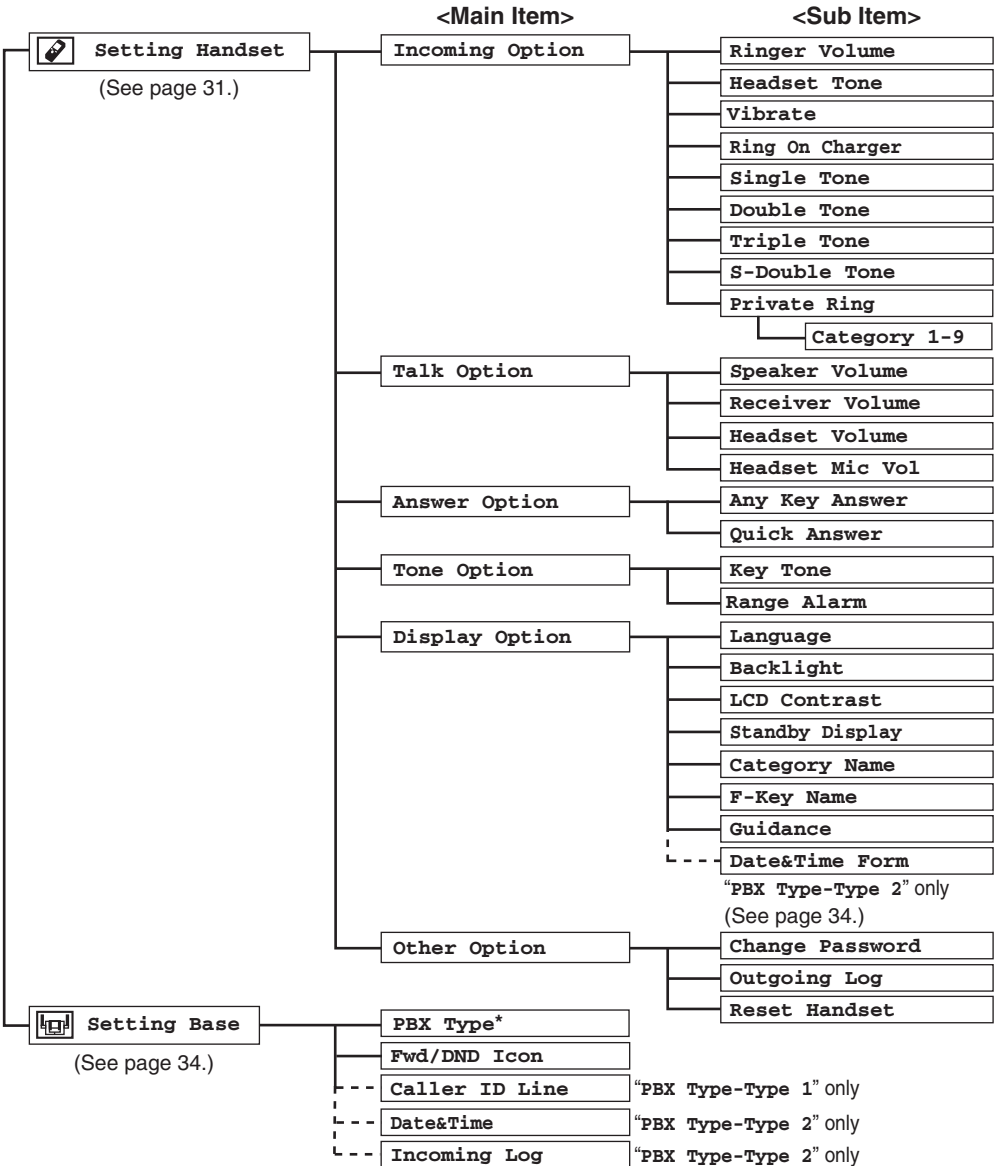 <Main Item> <Sub Item>
Setting Handset
(See page 31.)
Incoming Option
Ringer Volume
Headset Tone
Vibrate
Ring On Charger
Single Tone
Double Tone
Triple Tone
S-Double Tone
Private Ring
Category 1-9
Talk Option
Speaker Volume
Receiver Volume
Headset Volume
Headset Mic Vol
Answer Option
Any Key Answer
Quick Answer
Tone Option
Key Tone
Range Alarm
Display Option
Language
Backlight
LCD Contrast
Standby Display
Category Name
F-Key Name
Guidance
Date&Time Form
“PBX Type-Type 2” only
(See page 34.)
Other Option
Change Password
Outgoing Log
Reset Handset
Setting Base
(See page 34.)
PBX Type*
Fwd/DND Icon
Caller ID Line “PBX Type-Type 1” only
Date&Time “PBX Type-Type 2” only
Incoming Log “PBX Type-Type 2” only